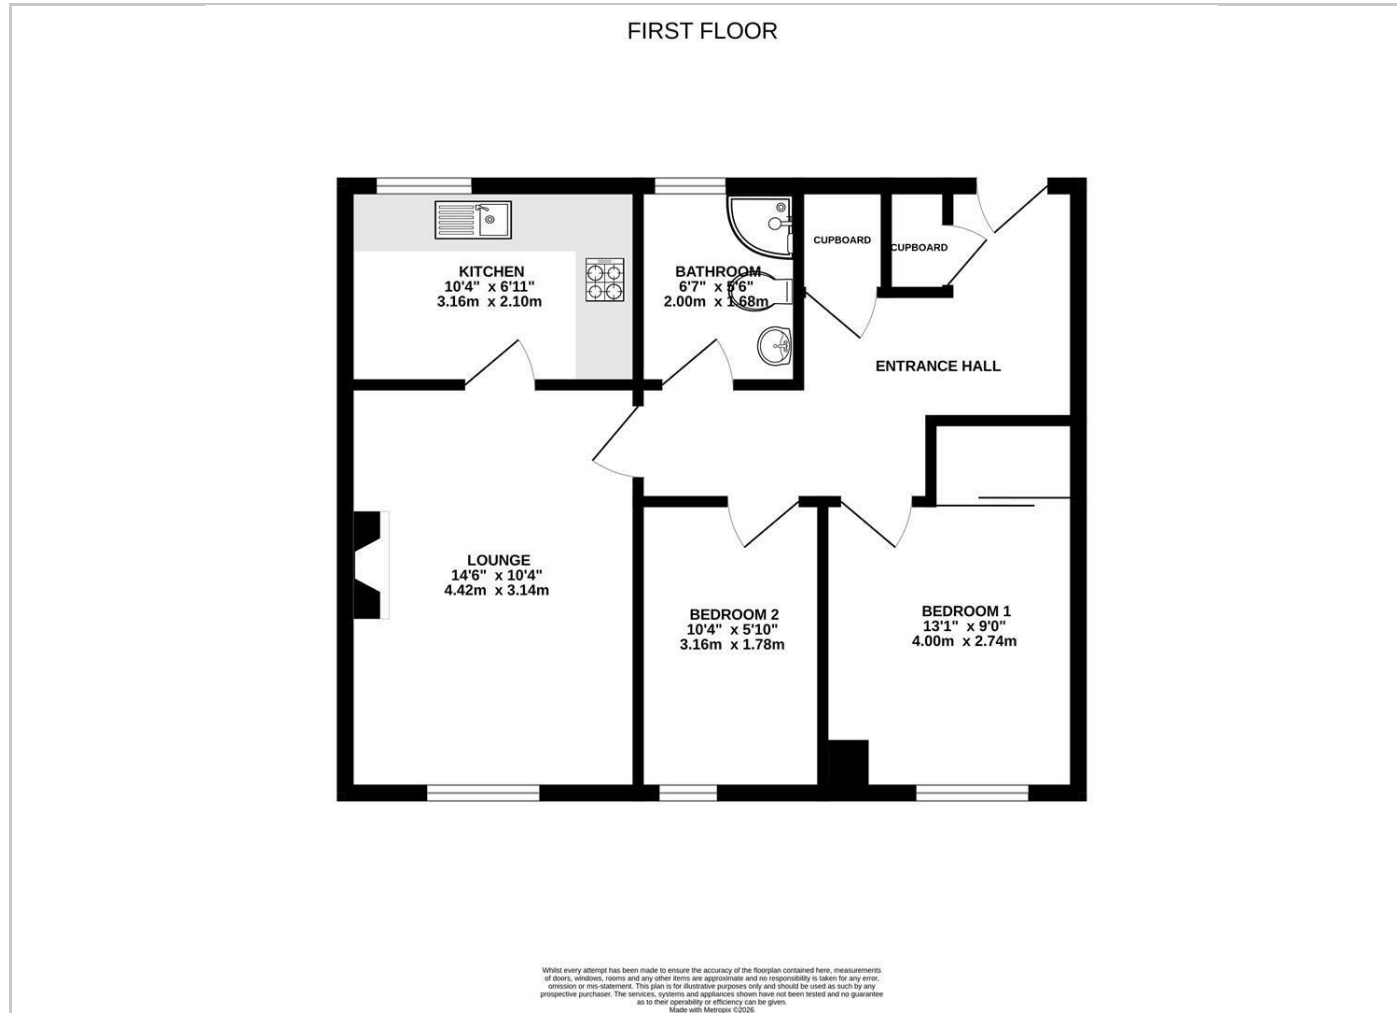 FIRST FLOOR
KITCHEN
10'4" x 6'11"
3.16m x 2.10m
BATHROOM
6'7" x 5'6"
2.00m x 1.68m
CUPBOARD
CUPBOARD
ENTRANCE HALL
LOUNGE
14'6" x 10'4"
4.42m x 3.14m
BEDROOM 2
10'4" x 5'10"
3.16m x 1.78m
BEDROOM 1
13'1" x 9'0"
4.00m x 2.74m
Whilst every attempt has been made to ensure the accuracy of the floorplan contained here, measurements
of doors, windows, rooms and any other items are approximate and no responsibility is taken for any error,
omission or mis-statement. This plan is for illustrative purposes only and should be used as such by any
prospective purchaser. The services, systems and appliances shown have not been tested and no guarantee
as to their operability or efficiency can be given.
Made with Metropix ©2026